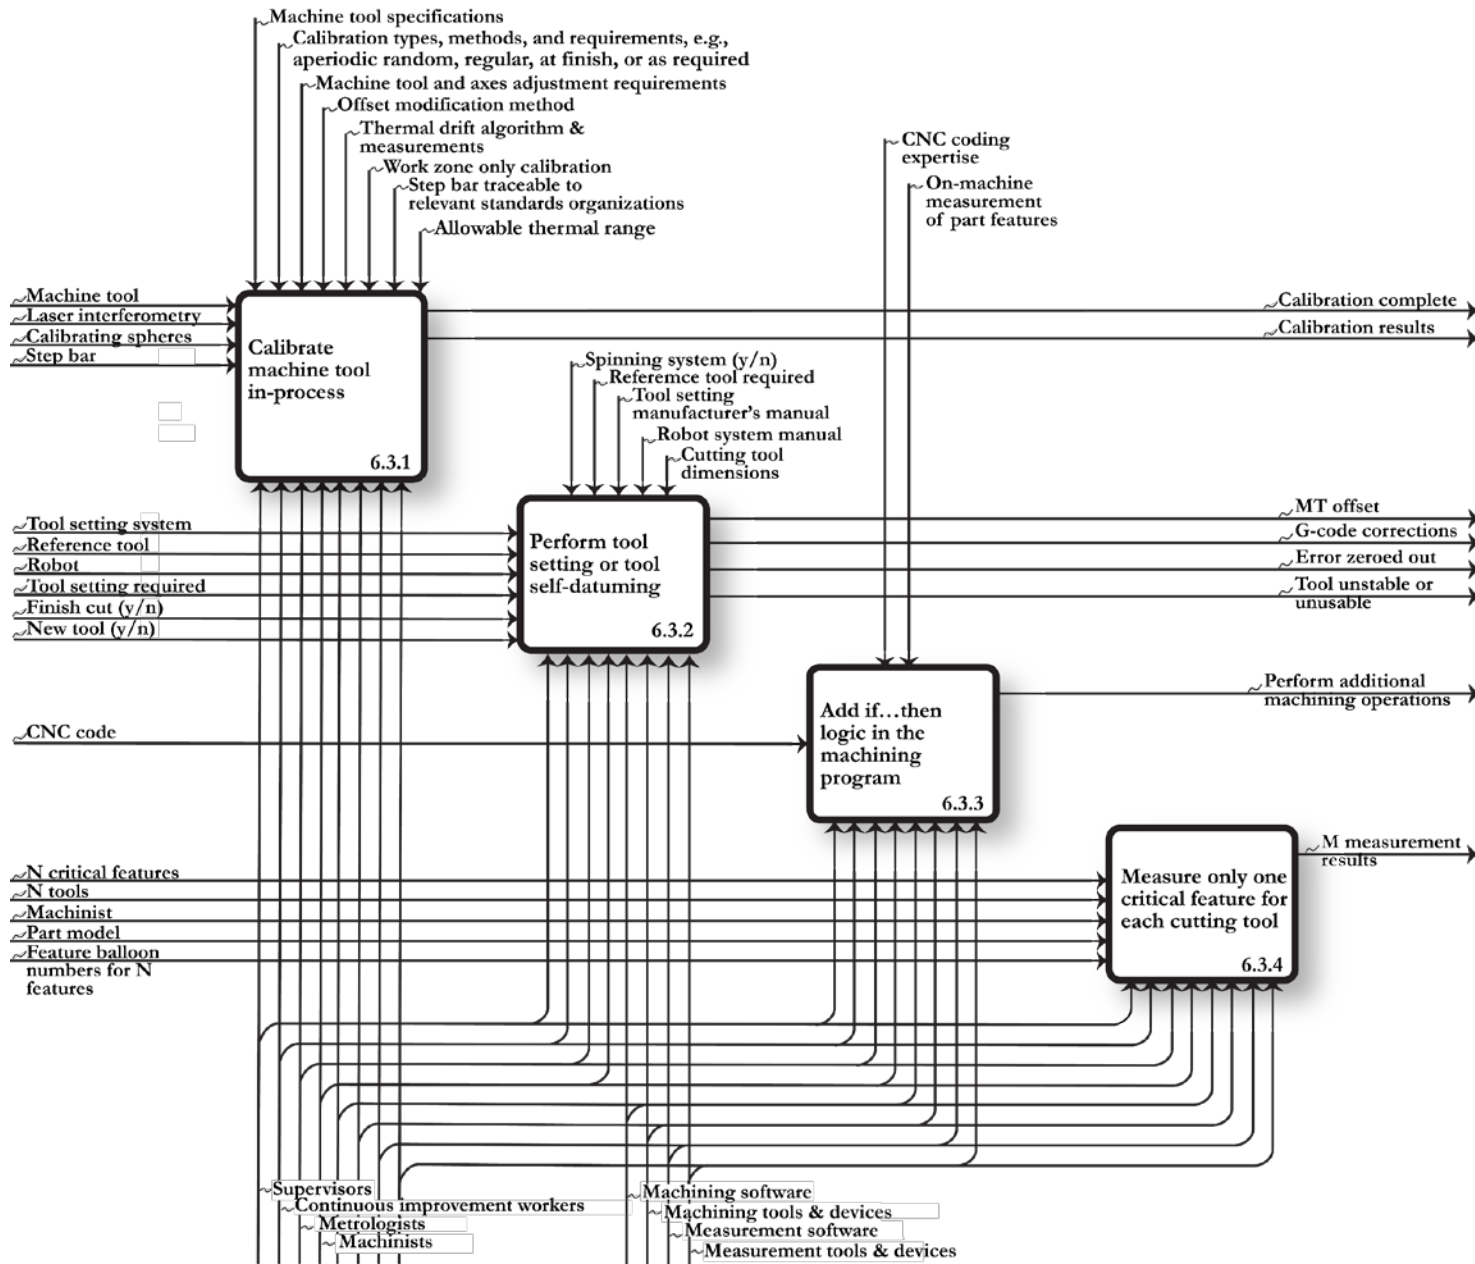 Machine tool specifications
Calibration types, methods, and requirements, e.g.,
aperiodic random, regular, at finish, or as required
Machine tool and axes adjustment requirements
Offset modification method
Thermal drift algorithm &
measurements
Work zone only calibration
Step bar traceable to
relevant standards organizations
Allowable thermal range
CNC coding
expertise
On-machine
measurement
of part features
Machine tool
Laser interferometry
Calibrating spheres
Step bar
Calibrate
machine tool
in-process
6.3.1
Calibration complete
Calibration results
Spinning system (y/n)
Referemce tool required
Tool setting
manufacturer's manual
Robot system manual
Cutting tool
dimensions
Tool setting system
Reference tool
Robot
Tool setting required
Finish cut (y/n)
New tool (y/n)
Perform tool
setting or tool
self-datuming
6.3.2
MT offset
G-code corrections
Error zeroed out
Tool unstable or
unusable
CNC code
Add if...then
logic in the
machining
program
6.3.3
Perform additional
machining operations
N critical features
N tools
Machinist
Part model
Feature balloon
numbers for N
features
Measure only one
critical feature for
each cutting tool
6.3.4
M measurement
results
Supervisors
Continuous improvement workers
Metrologists
Machinists
Machining software
Machining tools & devices
Measurement software
Measurement tools & devices